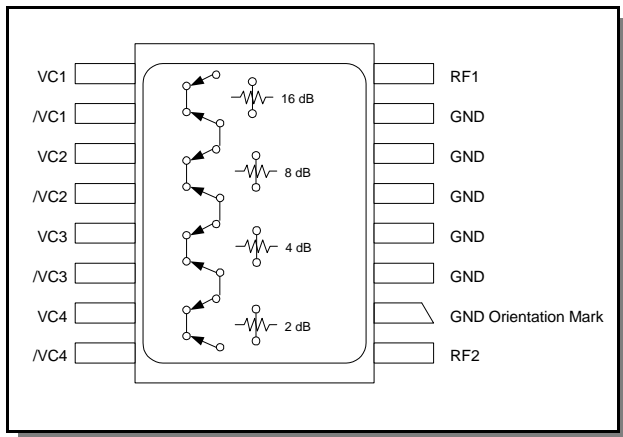 VC1
/VC1
VC2
/VC2
VC3
/VC3
VC4
/VC4
16 dB
8 dB
4 dB
2 dB
RF1
GND
GND
GND
GND
GND
GND Orientation Mark
RF2